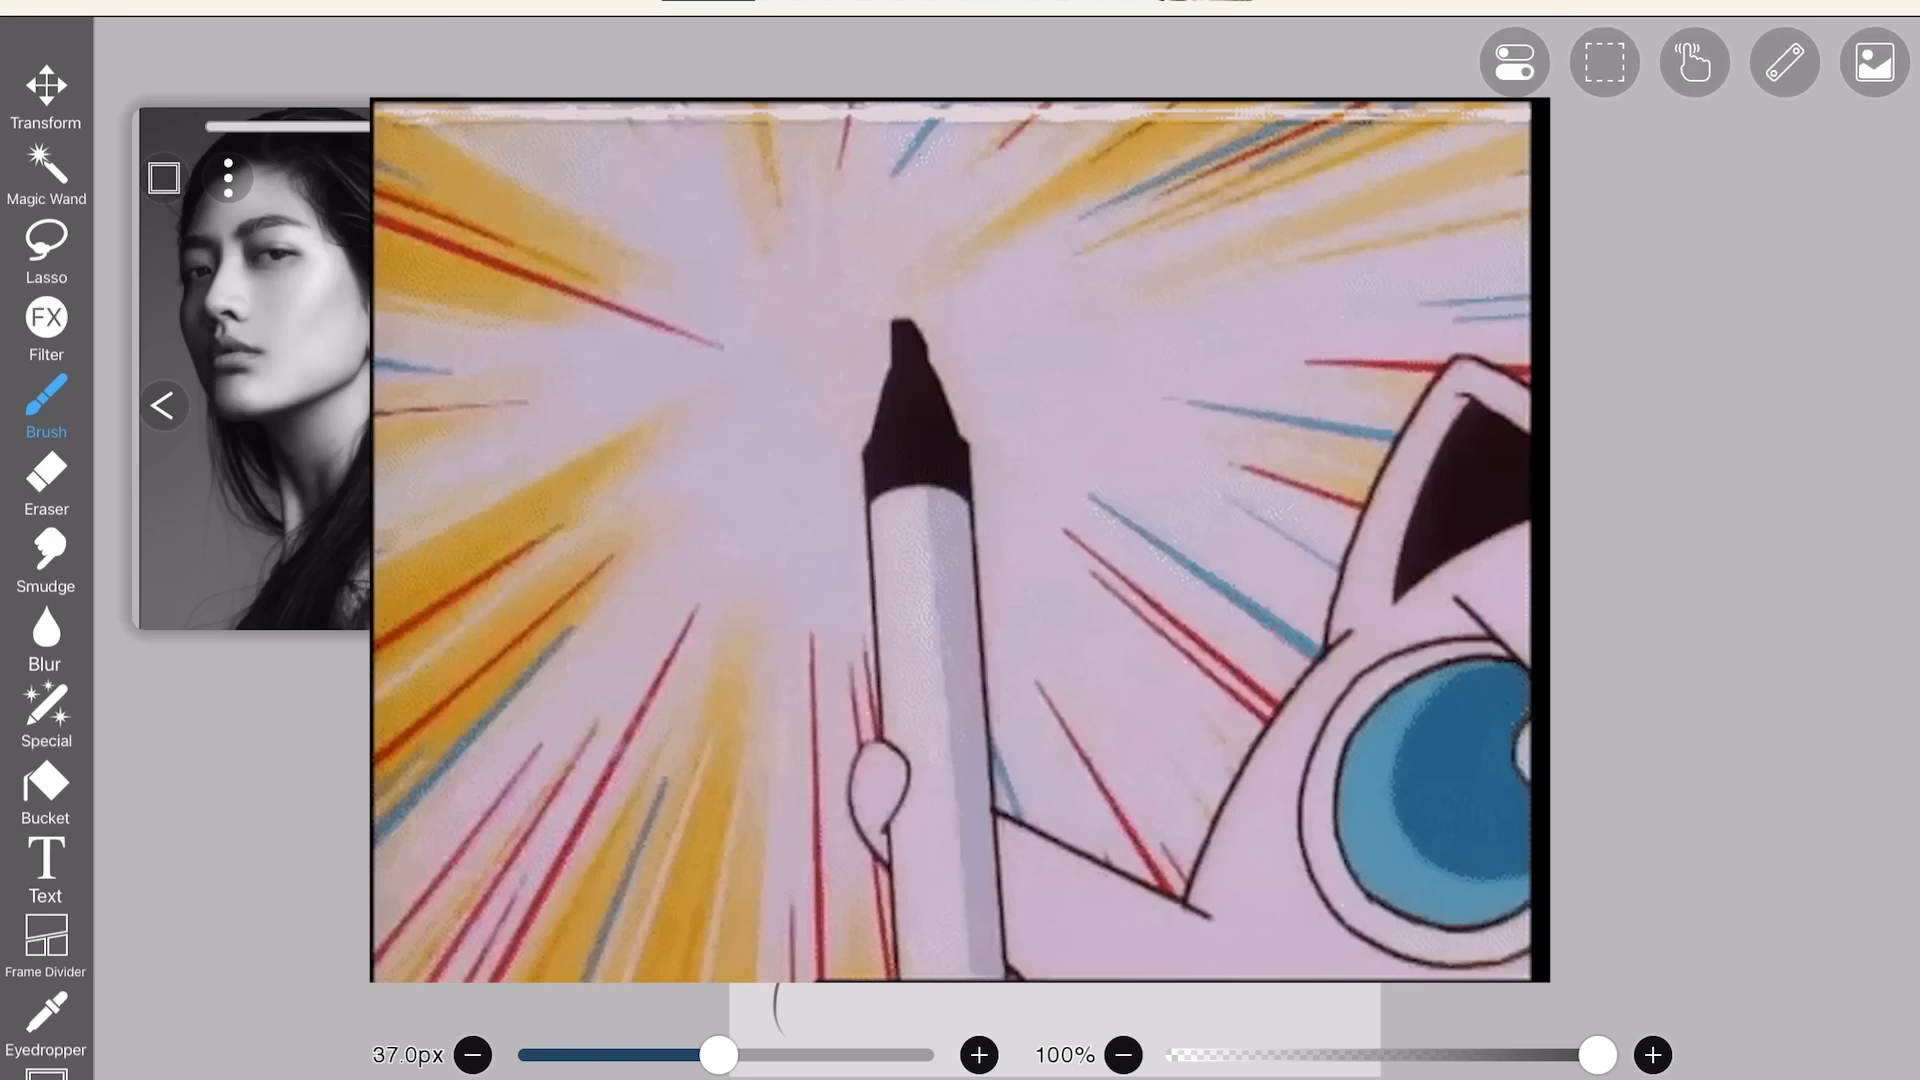 Transform
Magic Wand
Lasso
FX
Filter
Brush
Eraser
Smudge
Blur
Special
Bucket
T
Text
Frame Divider
Eyedropper
37.0px
100%